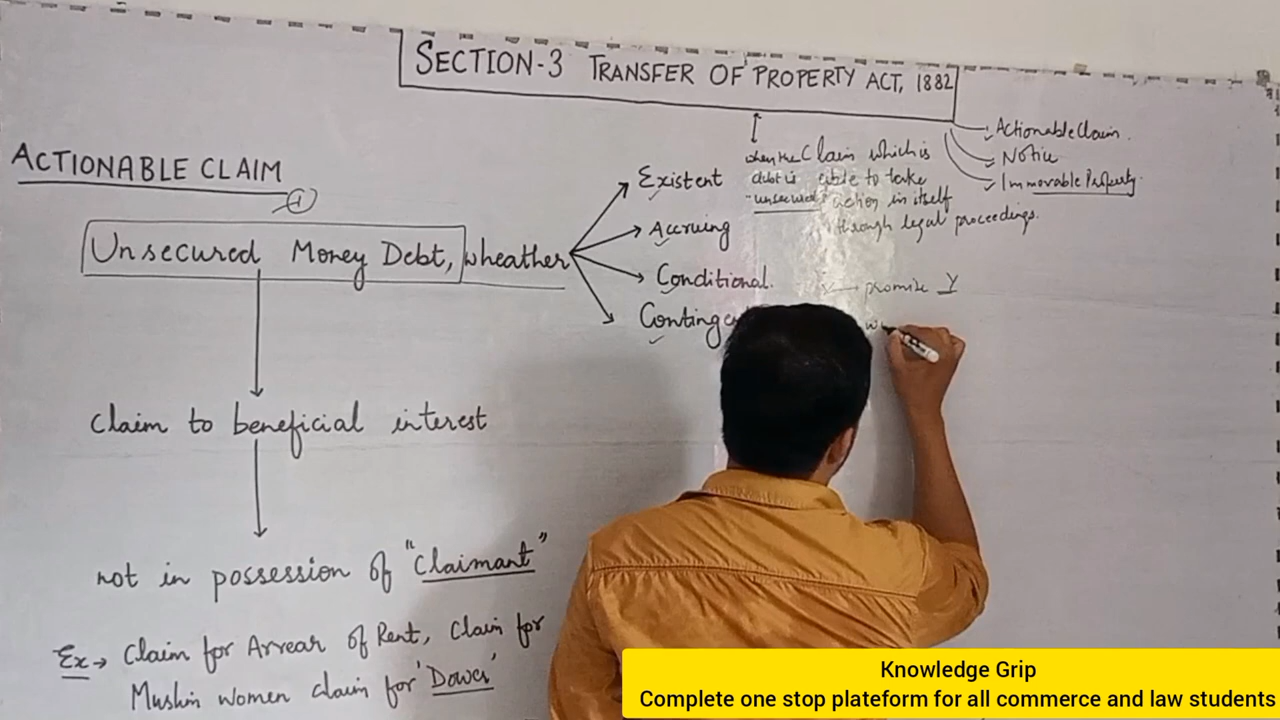 SECTION-3 TRANSFER OF PROPERTY ACT, 1882
Actionable Claim.
Notice
Immovable Property
ACTIONABLE CLAIM
1
Unsecured Money Debt, wheather
Existent
Accruing
Conditional.
Conting
when the Claim which is
debt is able to take
"unsecured" action in itself
through legal proceedings.
X → promise Y
w
Claim to beneficial interest
not in possession of "Claimant"
Ex → Claim for Arrear of Rent, Claim for
Muslim women claim for 'Dower'
Knowledge Grip
Complete one stop plateform for all commerce and law students